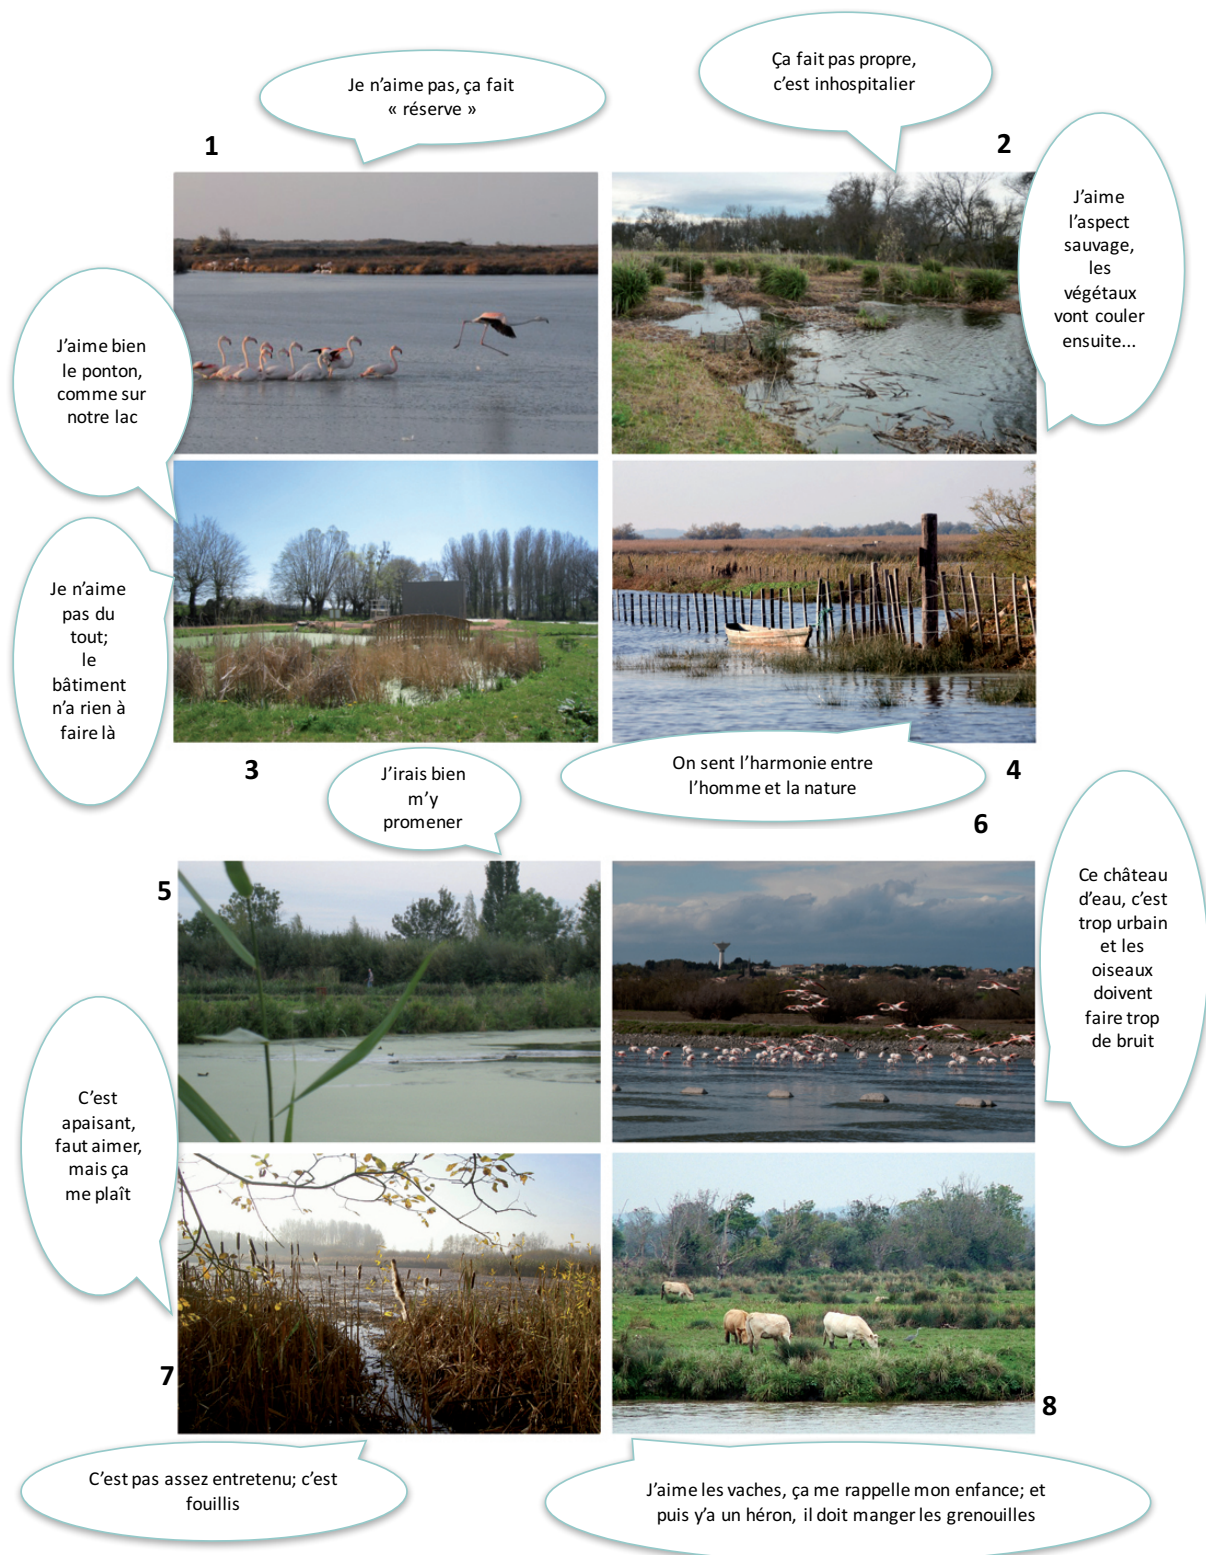 Je n’aime pas, ça fait
« réserve »
Ça fait pas propre,
c’est inhospitalier
1
2
J’aime
l’aspect
sauvage,
les
végétaux
vont couler
ensuite...
J’aime bien
le ponton,
comme sur
notre lac
Je n’aime
pas du
tout;
le
bâtiment
n’a rien à
faire là
3
J’irais bien
m’y
promener
On sent l’harmonie entre
l’homme et la nature
4
6
5
Ce château
d’eau, c’est
trop urbain
et les
oiseaux
doivent
faire trop
de bruit
C’est
apaisant,
faut aimer,
mais ça
me plaît
7
8
C’est pas assez entretenu; c’est
fouillis
J’aime les vaches, ça me rappelle mon enfance; et
puis y’a un héron, il doit manger les grenouilles